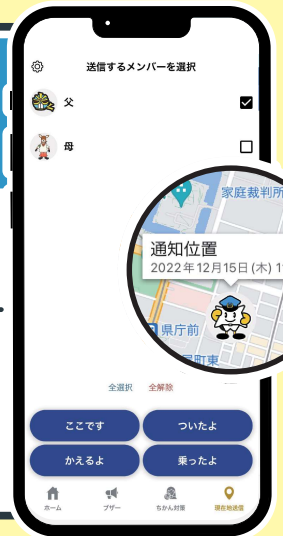 送信するメンバーを選択
父
母
家庭裁判所
通知位置
2022年12月15日(木) 1
県庁前
町東
全選択 全解除
ここです ついたよ
かえるよ 乗ったよ
ホーム ブザー ちかん対策 現在地送信